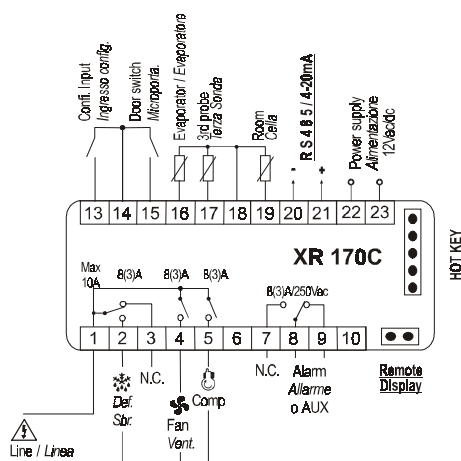 Confi. Input
Ingresso config.
Door switch
Microporta.
Evaporator / Evaporatore
3rd probe
Terza Sonda
Room
Cella
RS485 / 4-20mA
- +
Power supply
Alimentazione
12Vac/dc
13 14 15 16 17 18 19 20 21 22 23
XR 170C
HOT KEY
Max
10A
8(3)A 8(3)A 8(3)A
8(3)A/250Vac
1 2 3 4 5 6 7 8 9 10
N.C.
Def.
Sbr.
Fan
Vent.
Comp
N.C.
Alarm
Allarme
o AUX
Remote
Display
Line / Linea